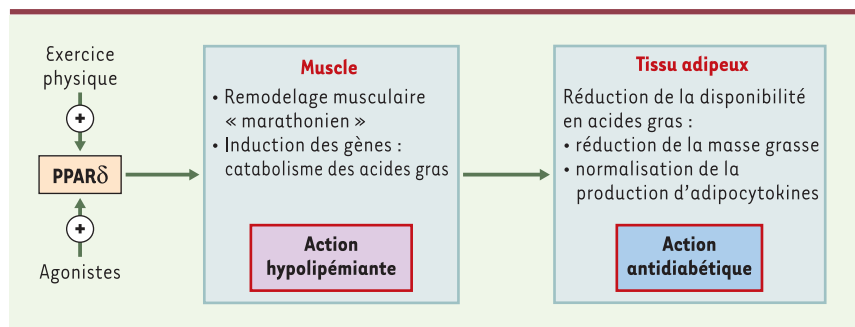 Exercice
physique
+
PPARδ
+
Agonistes
Muscle
• Remodelage musculaire
« marathonien »
• Induction des gènes :
catabolisme des acides gras
Action
hypolipémiante
Tissu adipeux
Réduction de la disponibilité
en acides gras :
• réduction de la masse grasse
• normalisation de la
production d'adipocytokines
Action
antidiabétique